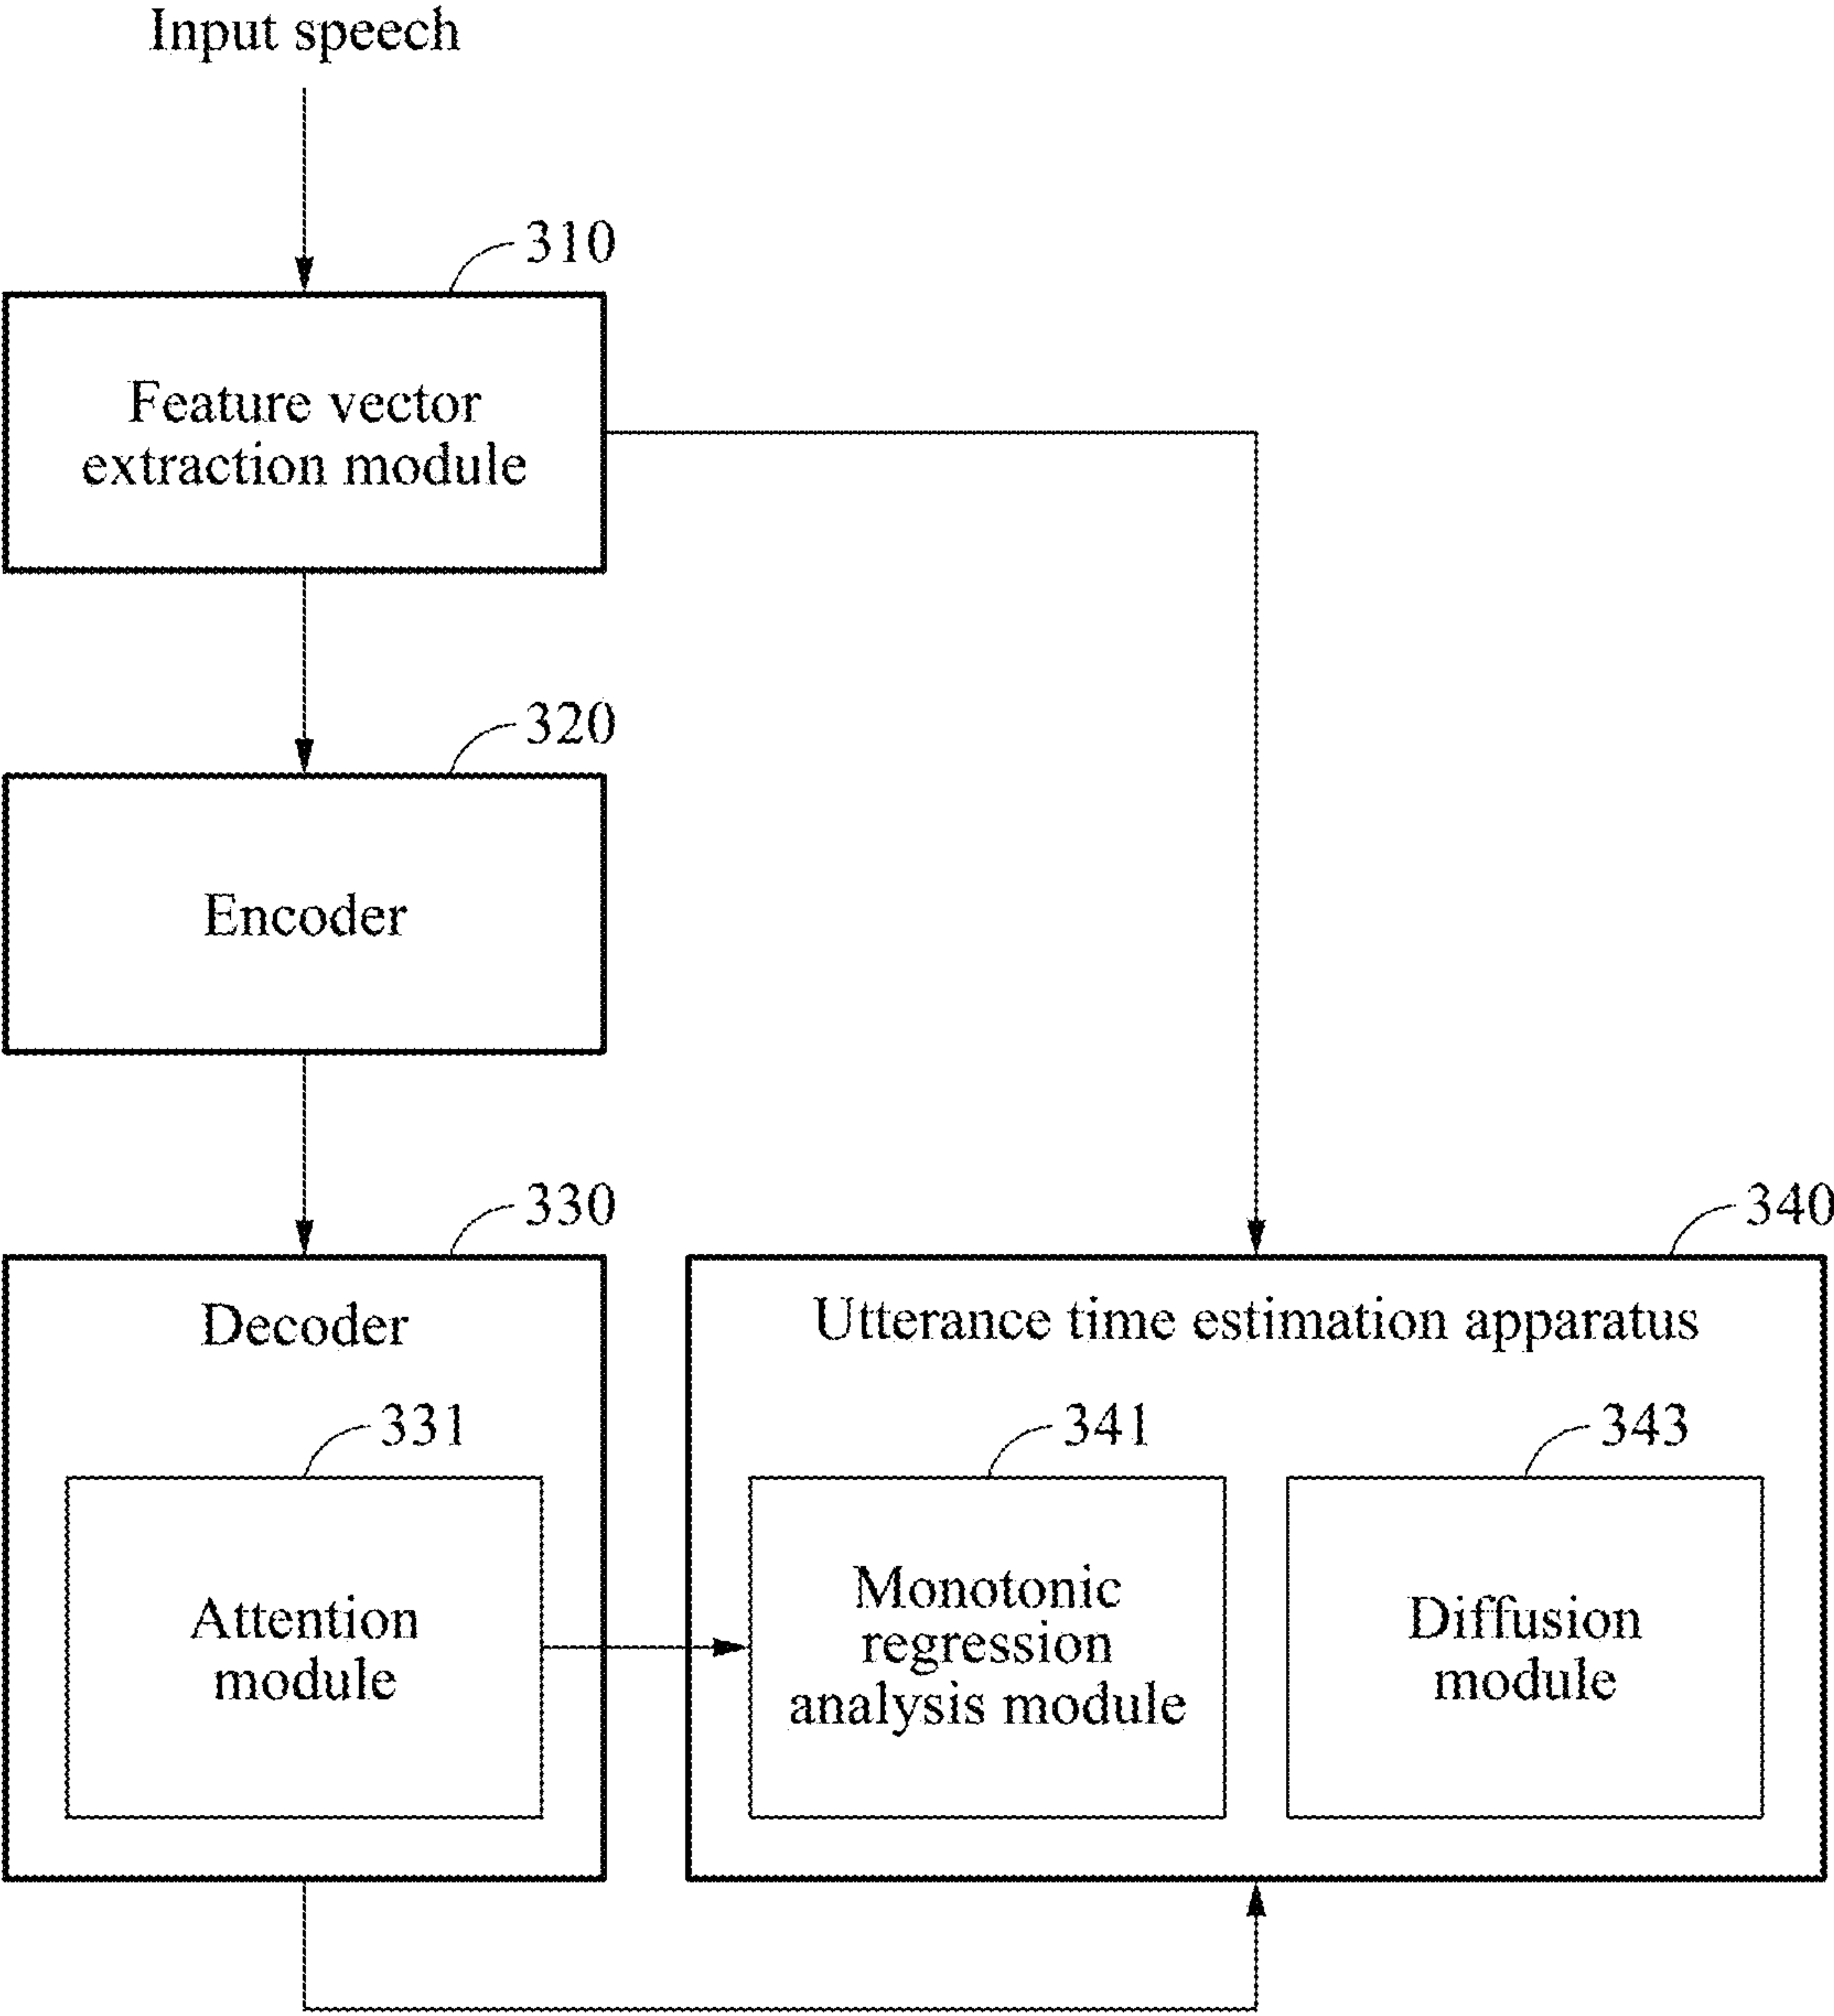 Input speech
310
Feature vector
extraction module
320
Encoder
330
Decoder
331
Attention
module
340
Utterance time estimation apparatus
341
Monotonic
regression
analysis module
343
Diffusion
module